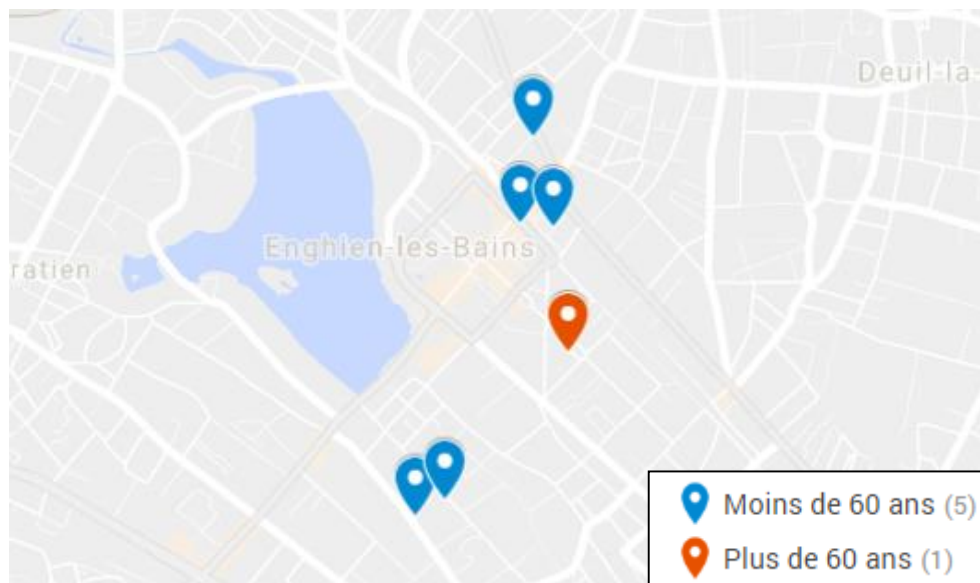 Deuil-la-
Enghien-les-Bains
ratien
Moins de 60 ans (5)
Plus de 60 ans (1)